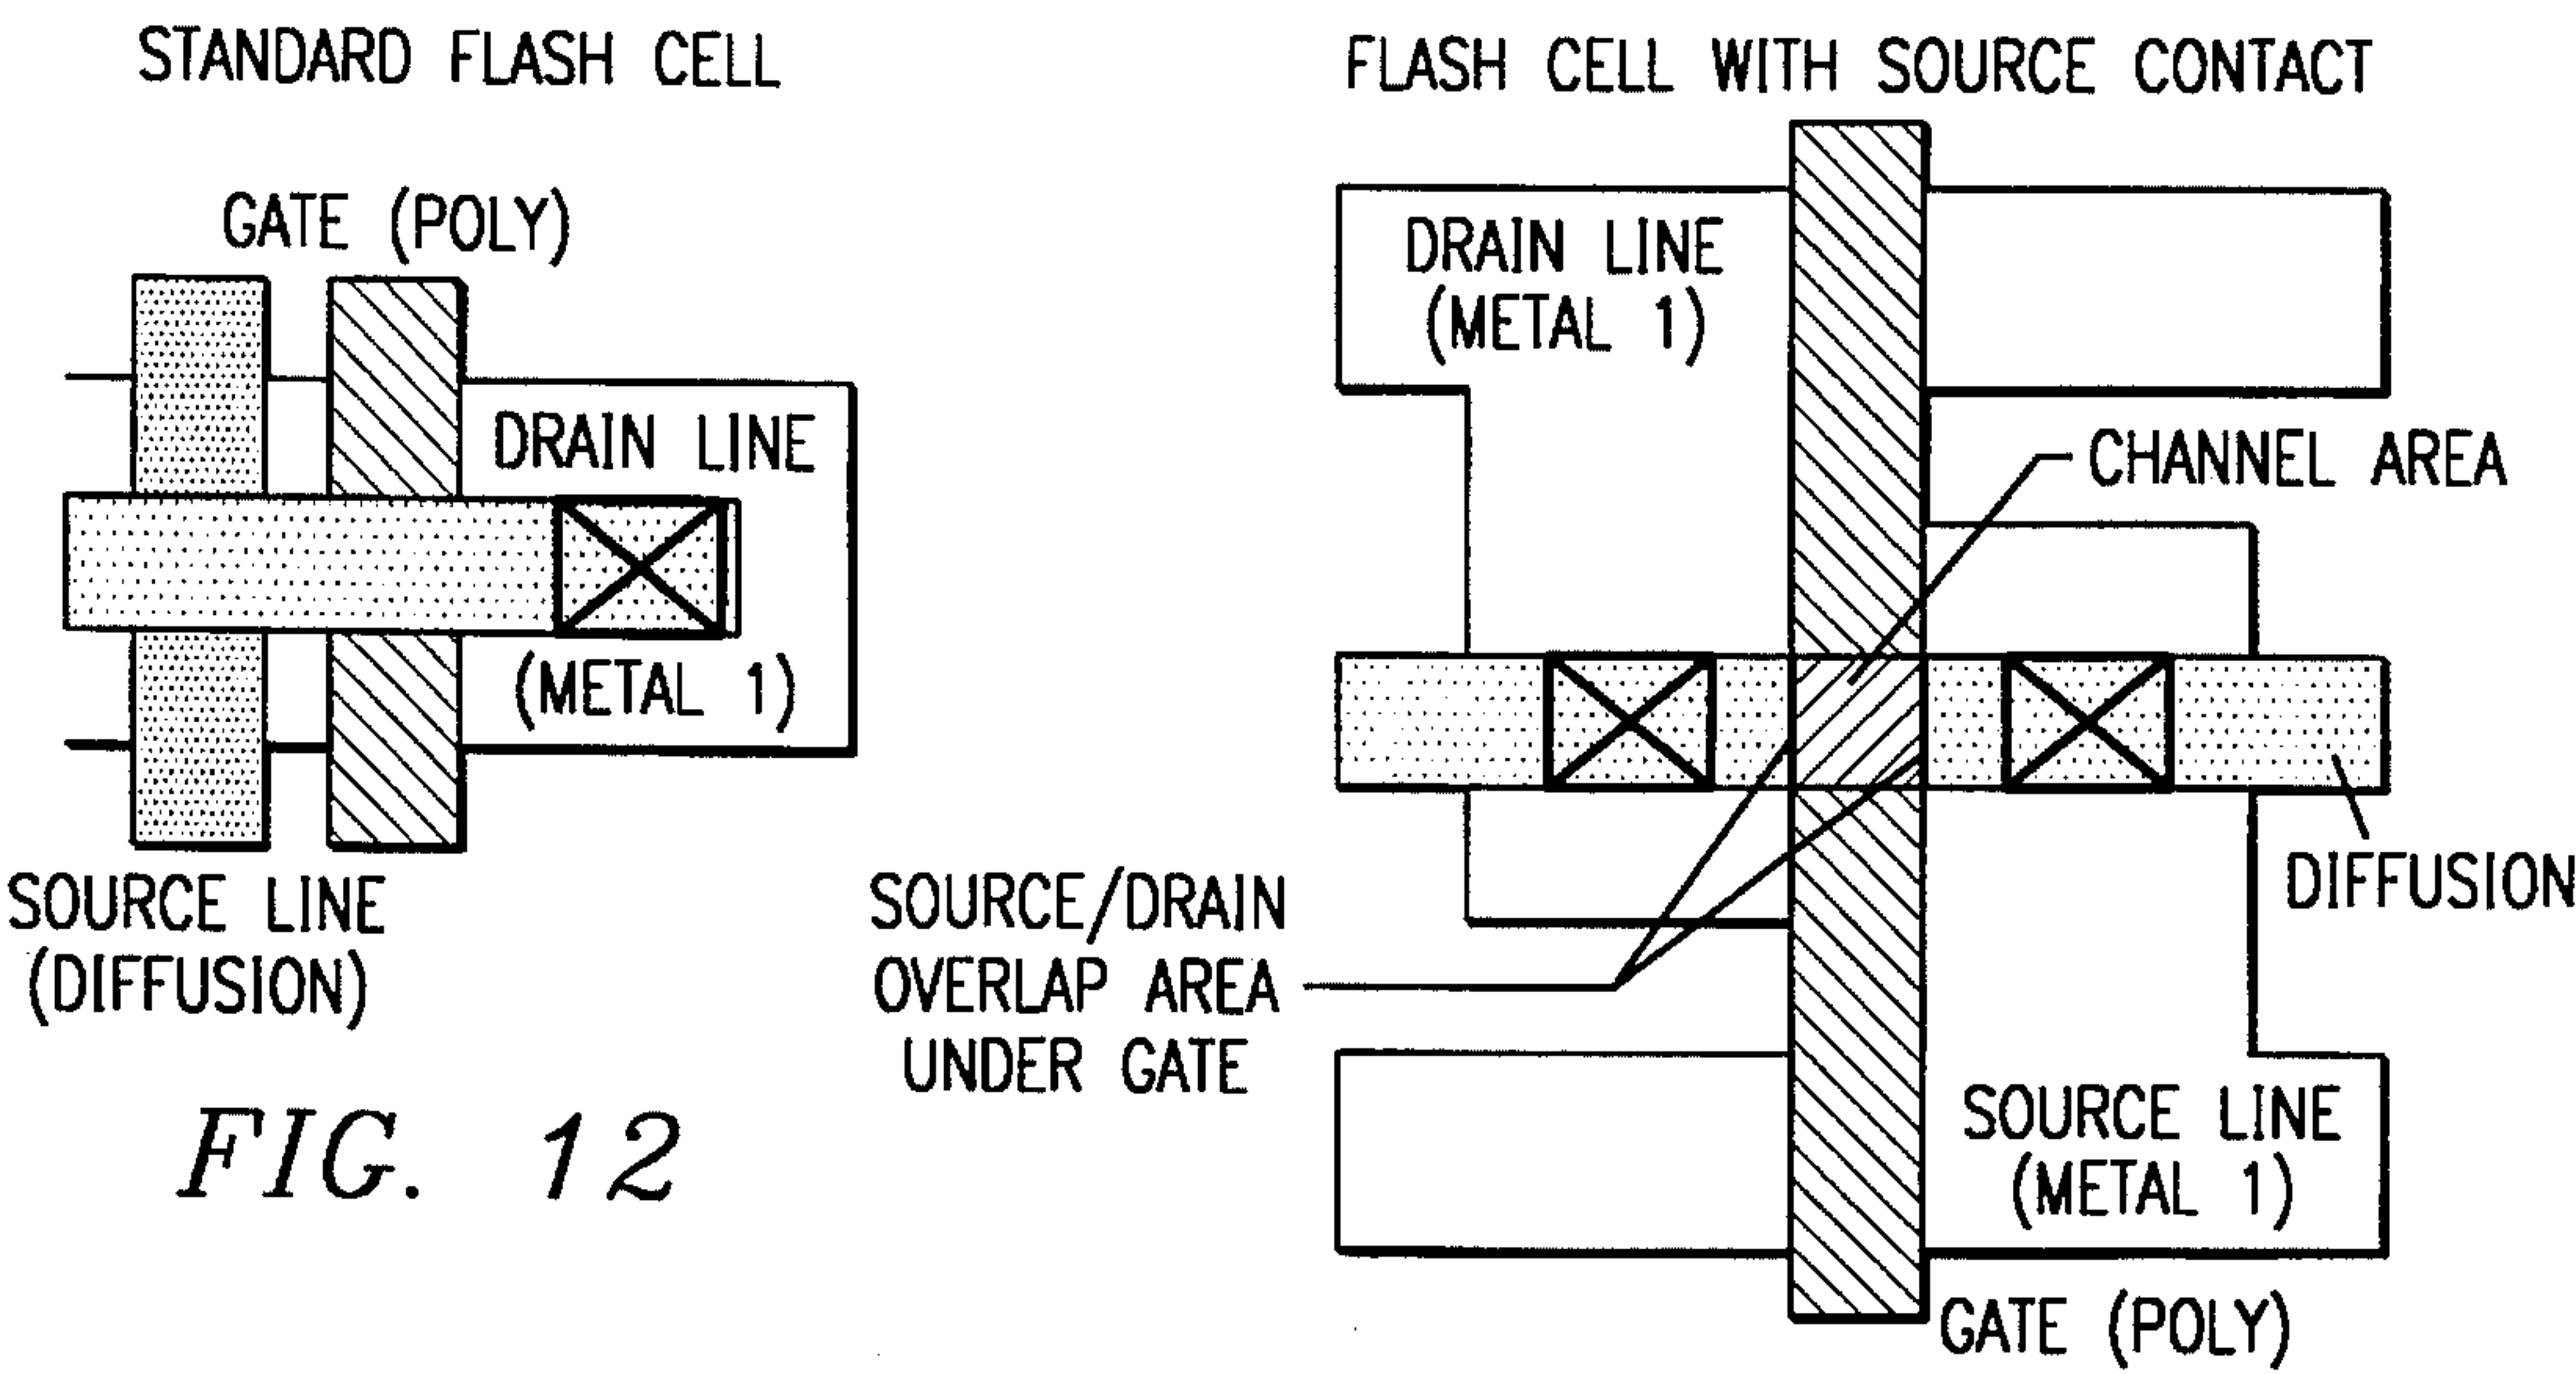 STANDARD FLASH CELL
GATE (POLY)
DRAIN LINE
(METAL 1)
SOURCE LINE
(DIFFUSION)
FIG. 12
FLASH CELL WITH SOURCE CONTACT
DRAIN LINE
(METAL 1)
CHANNEL AREA
DIFFUSION
SOURCE/DRAIN
OVERLAP AREA
UNDER GATE
SOURCE LINE
(METAL 1)
GATE (POLY)